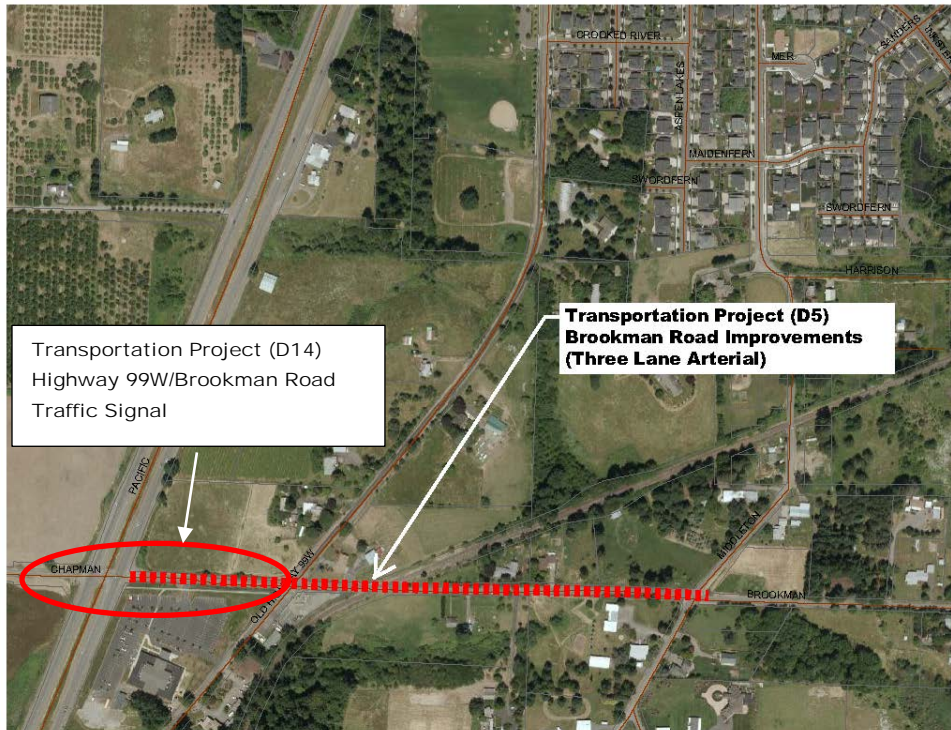 CROOKED RIVER
SANDERS
MER
ASPEN LAKES
MAIDENFERN
SWORDFERN
SWORDFERN
HARRISON
Transportation Project (D5)
Brookman Road Improvements
(Three Lane Arterial)
Transportation Project (D14)
Highway 99W/Brookman Road
Traffic Signal
PACIFIC
MIDDLETON
CHAPMAN
BROOKMAN